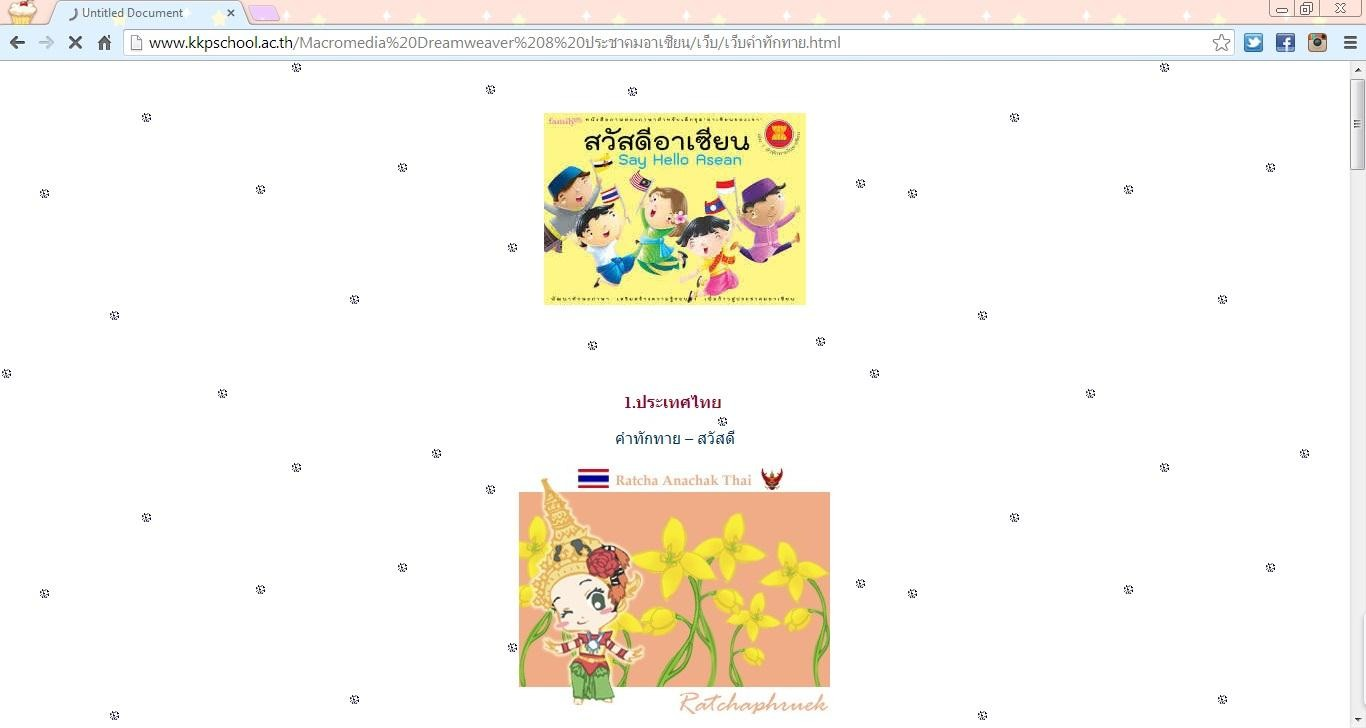 Untitled Document
www.kkpschool.ac.th/Macromedia%20Dreamweaver%208%20ประชาคมอาเซียน/เว็บ/เว็บคำทักทาย.html
family
สวัสดีอาเซียน
Say Hello Asean
1.ประเทศไทย
คำทักทาย – สวัสดี
Ratcha Anachak Thai
Ratchaphruek